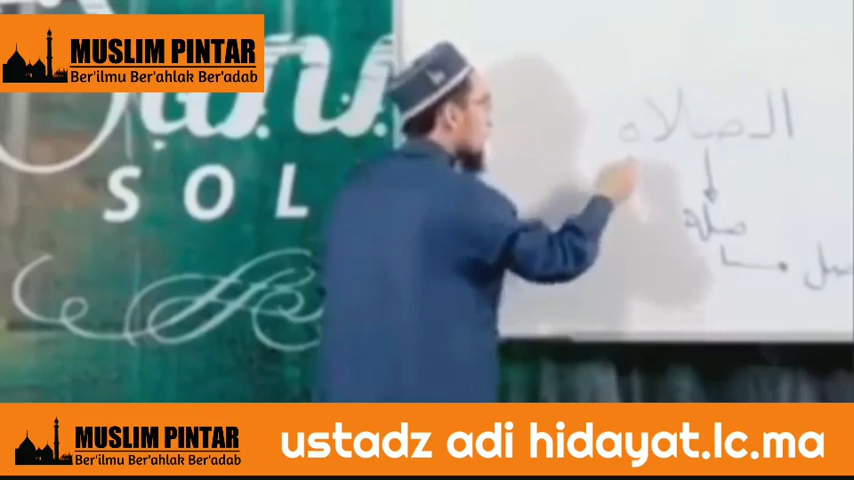 MUSLIM PINTAR
Ber'ilmu Ber'ahlak Ber'adab
SOL
الصلاه
صلة
MUSLIM PINTAR
Ber'ilmu Ber'ahlak Ber'adab
ustadz adi hidayat.lc.ma